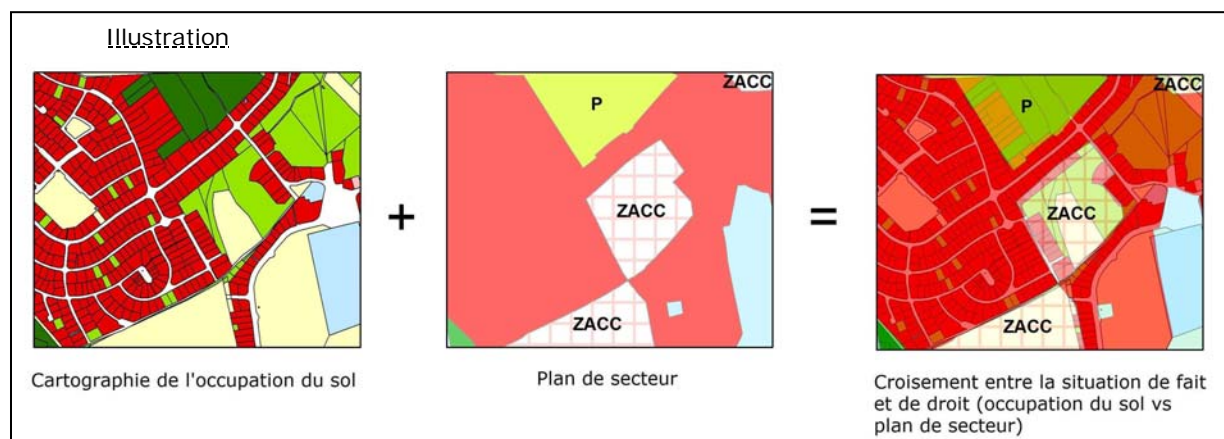 Illustration
P
ZACC
ZACC
ZACC
+
=
P
ZACC
ZACC
ZACC
Cartographie de l'occupation du sol
Plan de secteur
Croisement entre la situation de fait
et de droit (occupation du sol vs
plan de secteur)